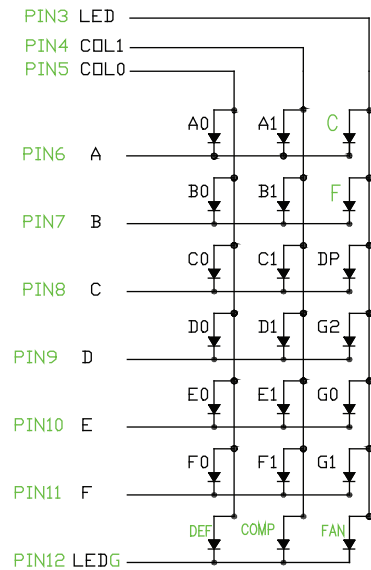 PIN3 LED
PIN4 COL1
PIN5 COL0
A0 A1 C
PIN6 A
B0 B1 F
PIN7 B
C0 C1 DP
PIN8 C
D0 D1 G2
PIN9 D
E0 E1 G0
PIN10 E
F0 F1 G1
PIN11 F
DEF COMP FAN
PIN12 LEDG